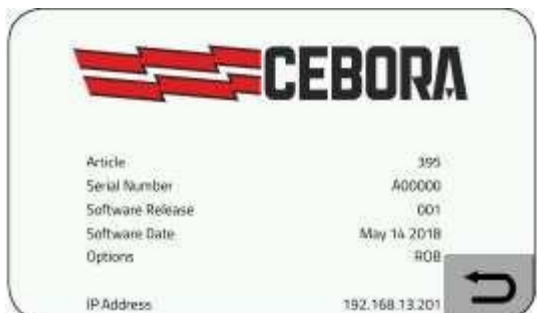 CEBORA
Article 395
Serial Number A00000
Software Release 001
Software Date May 14 2018
Options ROB
IP Address 192.168.13.201